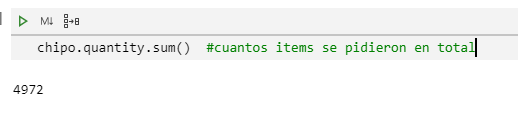 M↓
chipo.quantity.sum()  #cuantos items se pidieron en total
4972